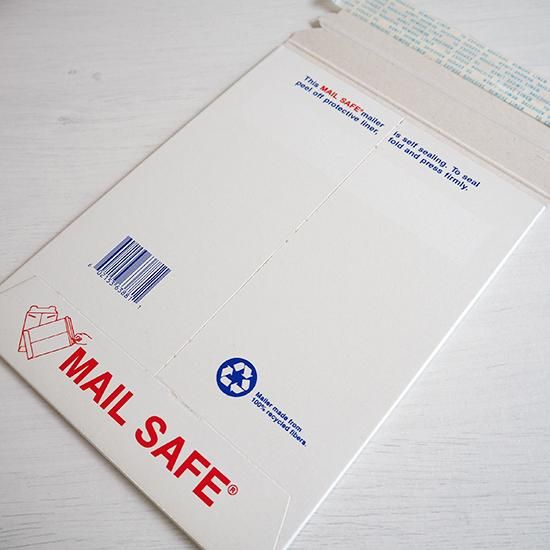 This MAIL SAFE® mailer is self sealing. To seal
peel off protective liner, fold and press firmly.
Mailer made from
100% recycled fibers.
MAIL SAFE®